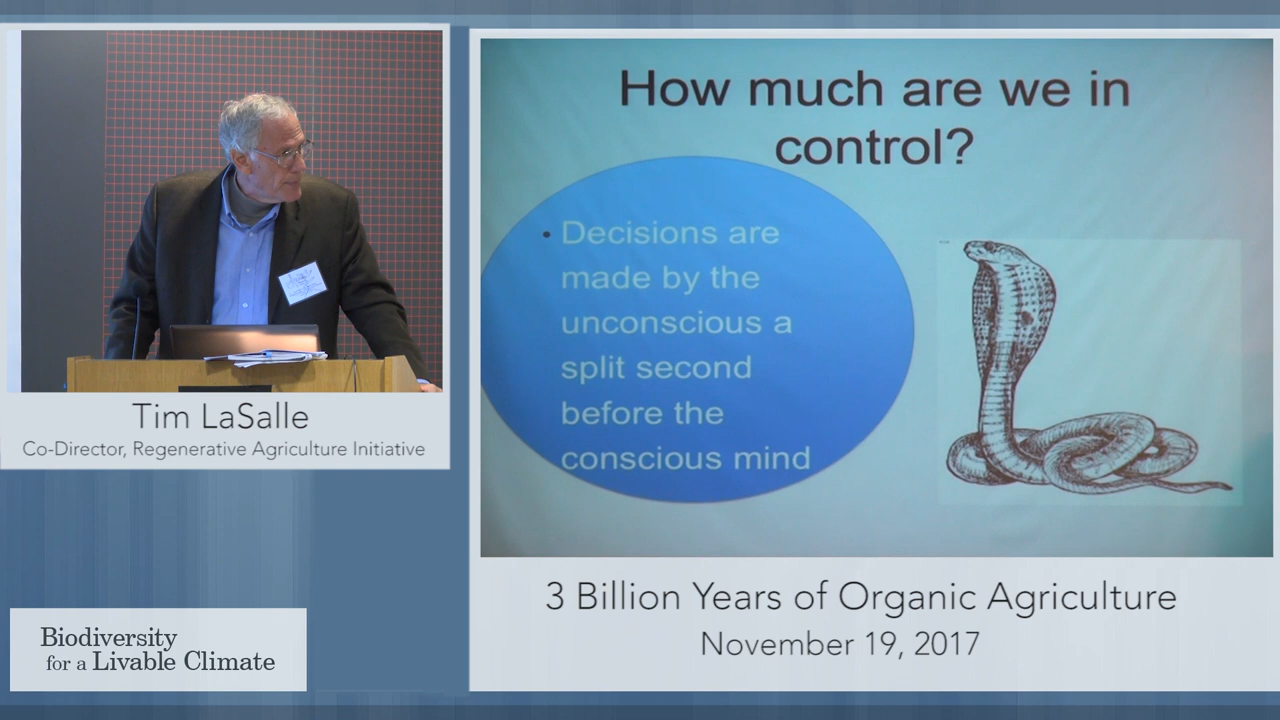 How much are we in
control?
• Decisions are
made by the
unconscious a
split second
before the
conscious mind
Tim LaSalle
Co-Director, Regenerative Agriculture Initiative
3 Billion Years of Organic Agriculture
November 19, 2017
Biodiversity
for a Livable Climate